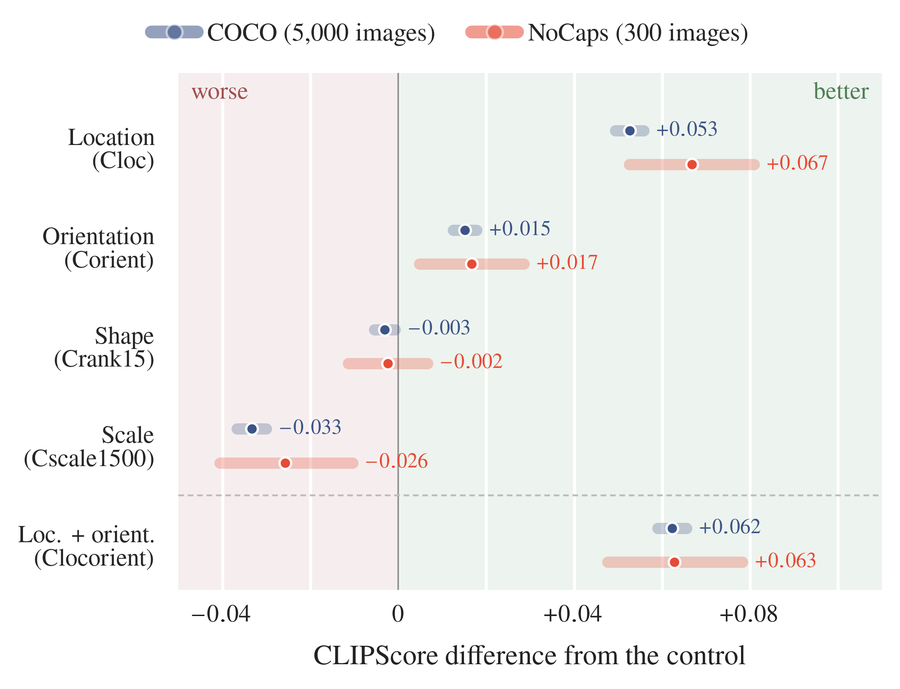 COCO (5,000 images) NoCaps (300 images)
worse better
Location
(Cloc)
+0.053
+0.067
Orientation
(Corient)
+0.015
+0.017
Shape
(Crank15)
−0.003
−0.002
Scale
(Cscale1500)
−0.033
−0.026
Loc. + orient.
(Clocorient)
+0.062
+0.063
−0.04 0 +0.04 +0.08
CLIPScore difference from the control